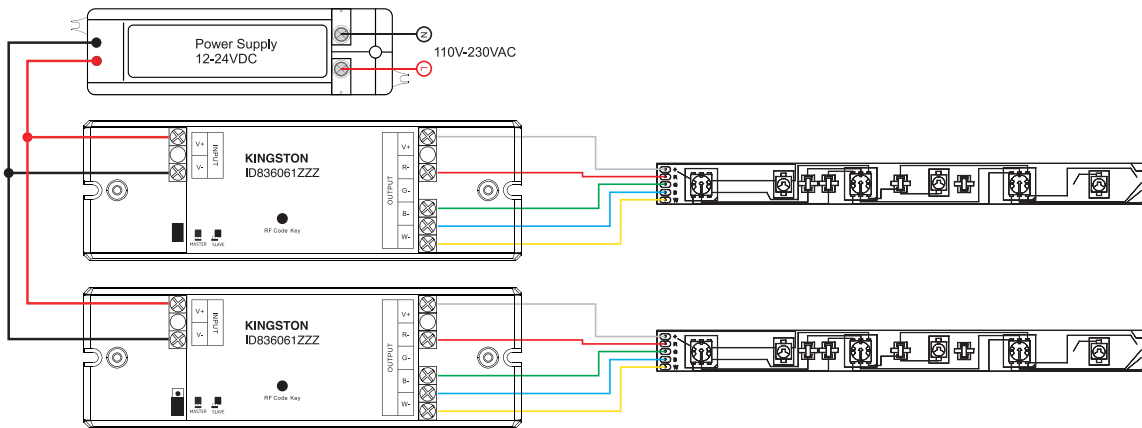 Power Supply
12-24VDC
N
L
110V-230VAC
V+
V-
INPUT
KINGSTON
ID836061ZZZ
RF Code Key
MASTER
SLAVE
OUTPUT
V+
R-
G-
B-
W-
+
R
G
B
W
V+
V-
INPUT
KINGSTON
ID836061ZZZ
RF Code Key
MASTER
SLAVE
OUTPUT
V+
R-
G-
B-
W-
+
R
G
B
W